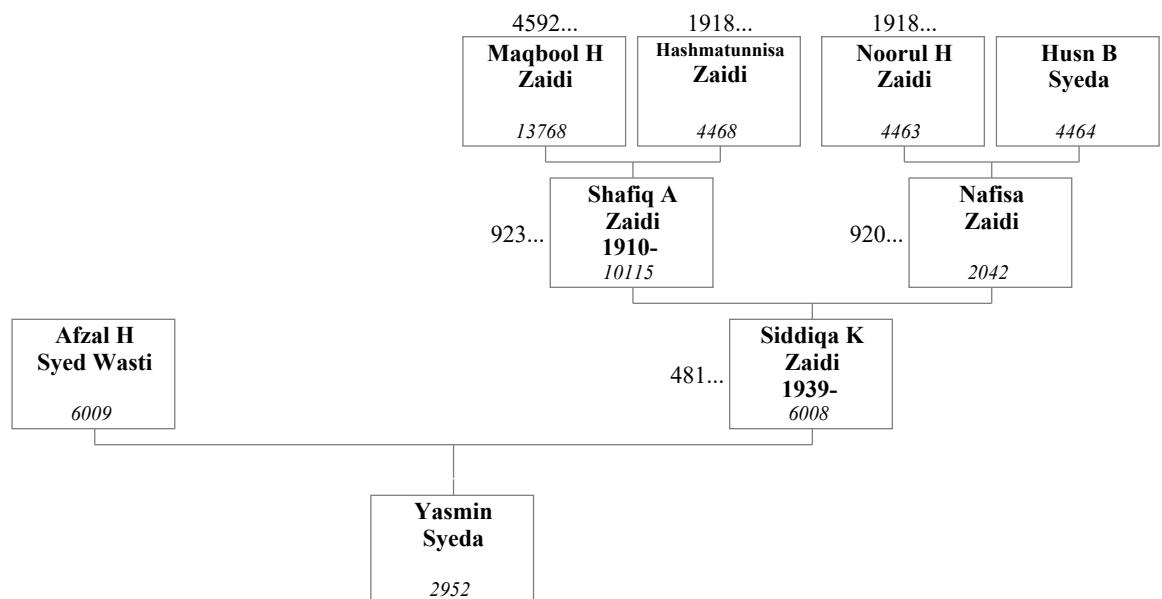 4592...
1918...
1918...
Maqbool H
Zaidi
13768
Hashmatunnisa
Zaidi
4468
Noorul H
Zaidi
4463
Husn B
Syeda
4464
923...
Shafiq A
Zaidi
1910-
10115
920...
Nafisa
Zaidi
2042
Afzal H
Syed Wasti
6009
481...
Siddiqa K
Zaidi
1939-
6008
Yasmin
Syeda
2952